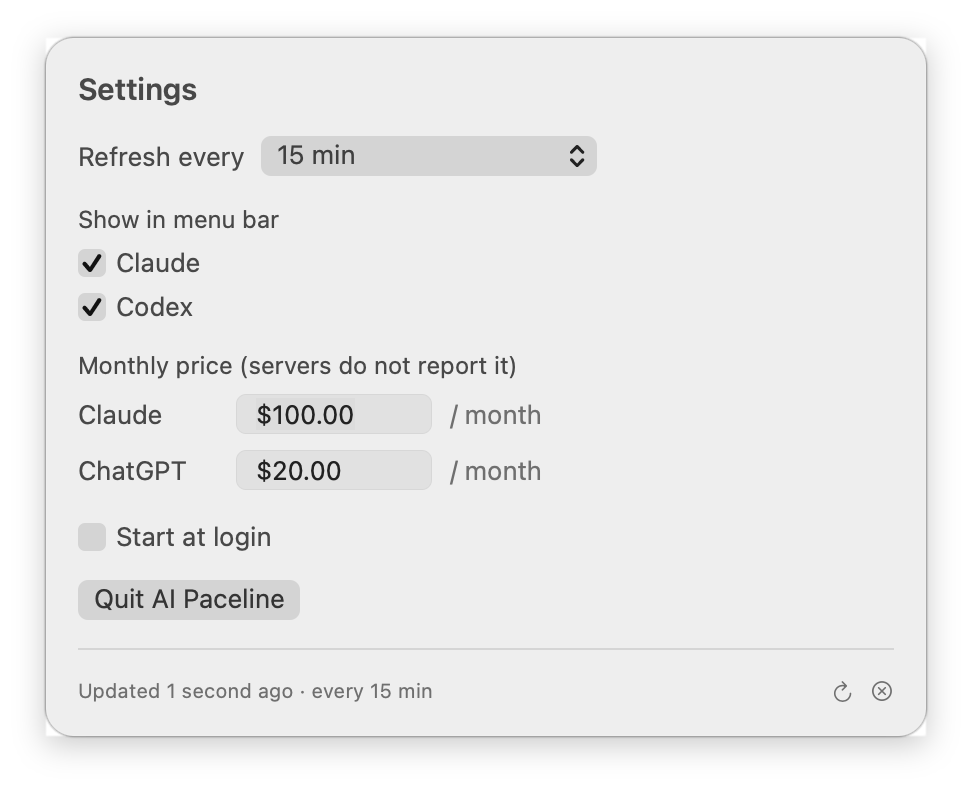 Settings
Refresh every 15 min
Show in menu bar
Claude
Codex
Monthly price (servers do not report it)
Claude $100.00 / month
ChatGPT $20.00 / month
Start at login
Quit AI Paceline
Updated 1 second ago · every 15 min